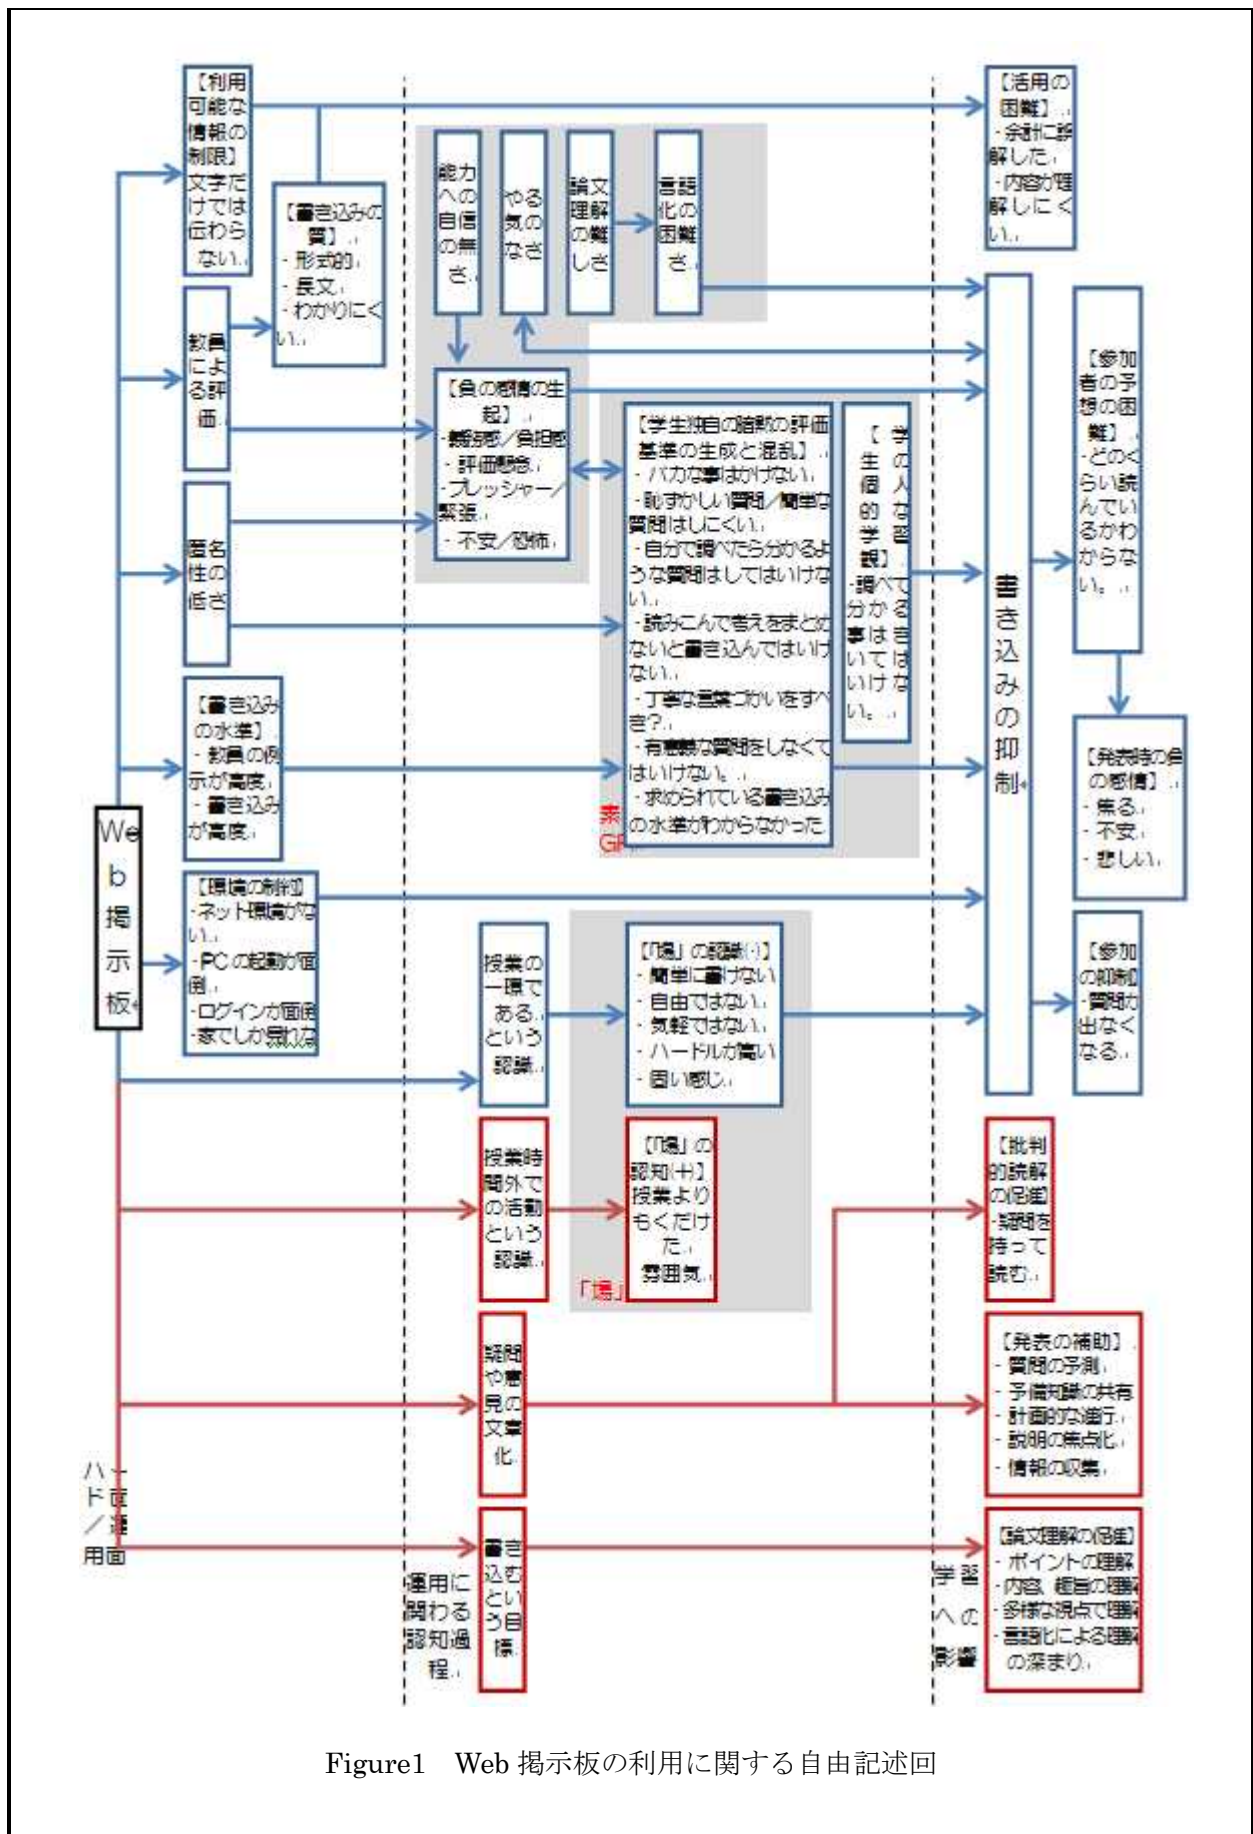 【利用
可能な
情報の
制限】
文字だ
けでは
伝わら
ない.
【書き込みの
質】.
- 形式的.
- 長文.
- わかりにく
い.
教員
による評
価.
匿名
性の
低さ
【書き込み
の水準】
- 教員の例
示が高度.
- 書き込み
が高度.
We
b
掲
示
板
【環境の制約】
-ネット環境がな
い.
-PCの起動が面
倒.
-ログインが面倒
-家でしか見れな
ハード面
/運
用面
能力
への
自信
の無
さ.
やる
気の
なさ
論文
理解
の難
しさ
言語
化の
困難
さ.
【負の感情の生
起】.
-義務感/負担感
- 評価懸念.
-プレッシャー/
緊張.
- 不安/恐怖.
【学生独自の暗黙の評価
基準の生成と混乱】.
- バカな事はかけない.
- 恥ずかしい質問/簡単な
質問はしにくい.
- 自分で調べたら分かるよ
うな質問はしてはいけな
い.
- 読みこんで考えをまとめ
ないと書き込んではいけ
ない.
- 丁寧な言葉づかいをすべ
き?.
- 有意義な質問をしなくて
はいけない。.
- 求められている書き込み
の水準がわからなかった.
素
【学
生の
個人
的な
学習
観】.
-調べて
分かる
事はき
いては
いけな
い。.
授業の
一環で
ある.
という
認識.
【「場」の認識(-)】
- 簡単に書けない
- 自由ではない.
- 気軽ではない.
- ハードルが高い
- 固い感じ.
授業時
間外で
の活動
という
認識.
【「場」の
認知(+)】
授業より
もくだけ
た.
雰囲気.
「場」
疑問
や意
見の
文章
化.
書き
込む
とい
う目
標.
運用に
関わる
認知過
程.
【活用の
困難】.
- 余計に誤
解した.
- 内容が理
解しにく
い.
書き込みの抑制
【参加
者の予
想の困
難】.
- どのく
らい読
んでい
るかわ
からな
い。.
【発表時の負
の感情】.
- 焦る.
- 不安.
- 悲しい.
【参加
の抑制】
- 質問が
出なく
なる.
【批判
的読解
の促進】
-疑問を
持って
読む.
【発表の補助】.
- 質問の予測.
- 予備知識の共有
- 計画的な進行.
- 説明の焦点化.
- 情報の収集.
【論文理解の促進】
- ポイントの理解
-内容、趣旨の理解
-多様な視点で理解
-言語化による理解
の深まり.
学習
への
影響
Figure1 Web 掲示板の利用に関する自由記述回